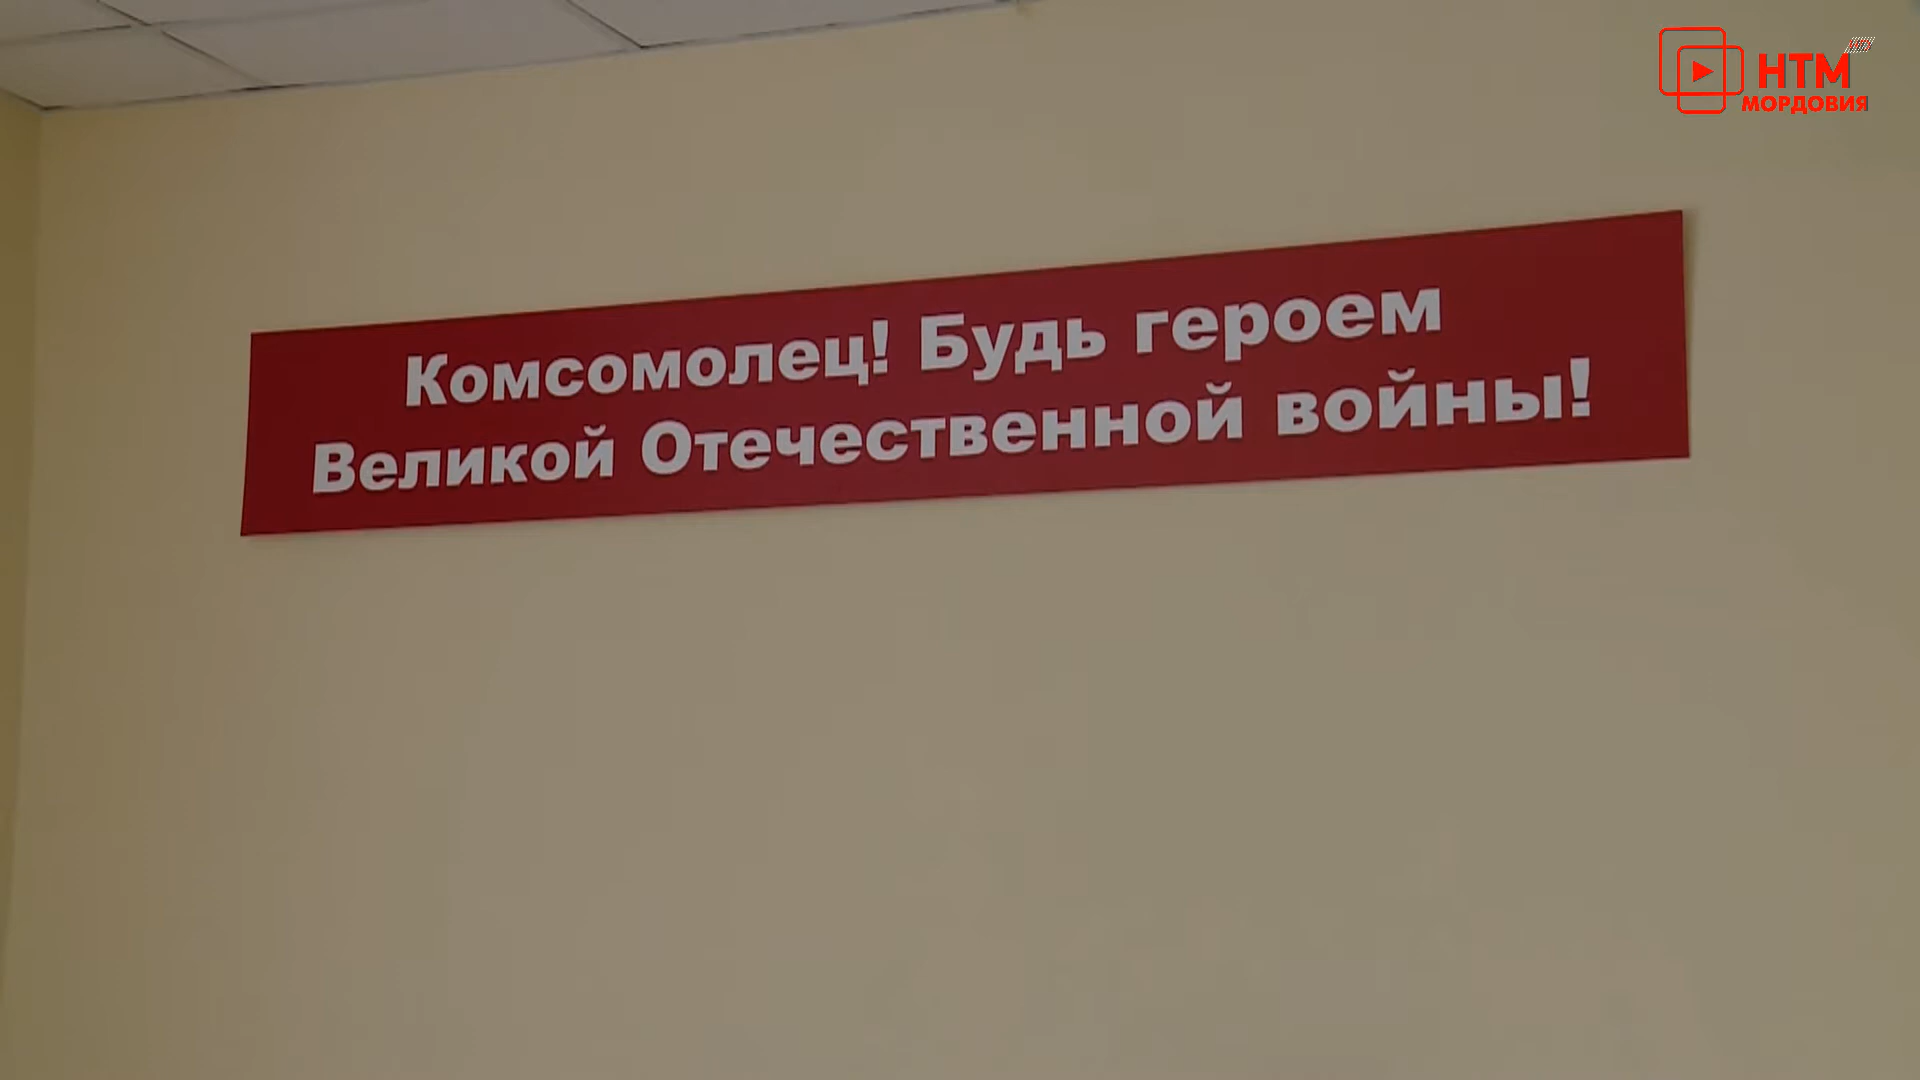 НТМ
МОРДОВИЯ
Комсомолец! Будь героем
Великой Отечественной войны!